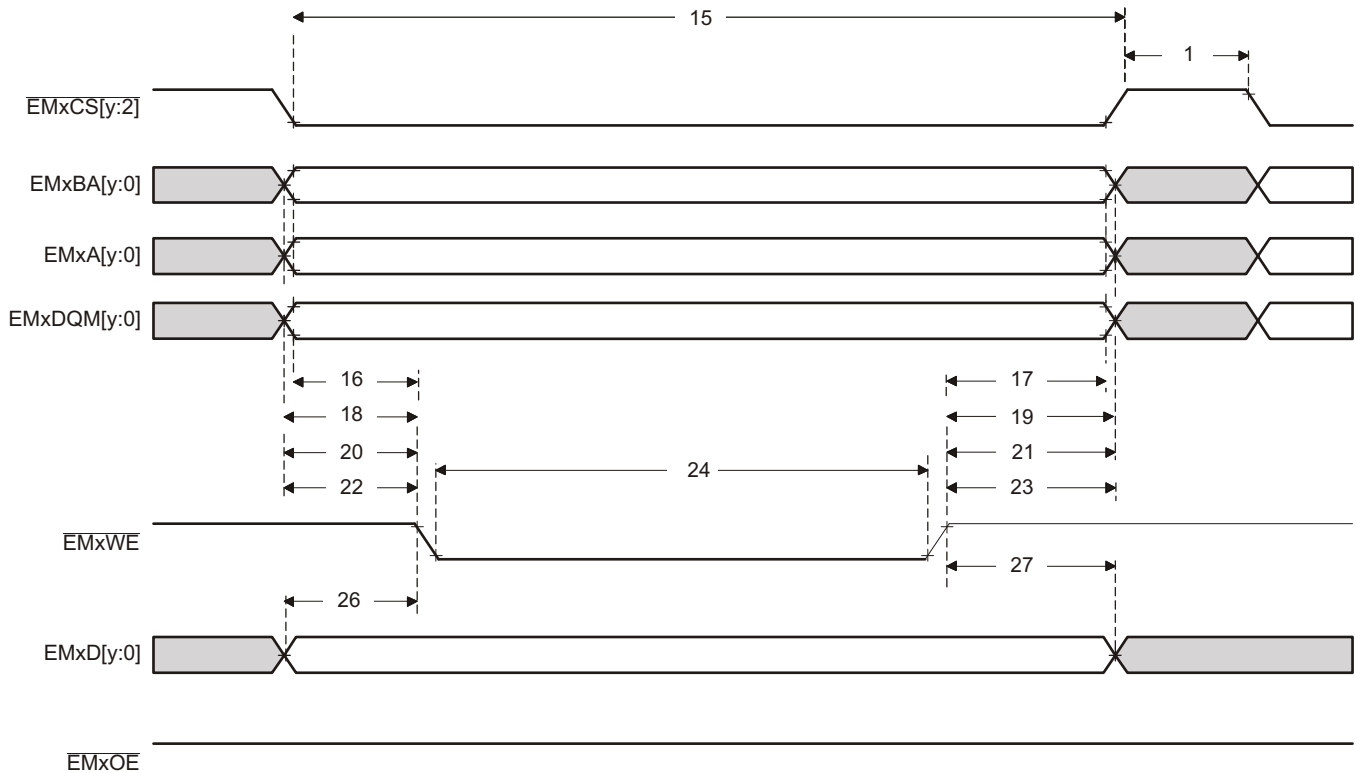 15
1
EMxCS[y:2]
EMxBA[y:0]
EMxA[y:0]
EMxDQM[y:0]
16
17
18
19
20
21
24
22
23
EMxWE
27
26
EMxD[y:0]
EMxOE